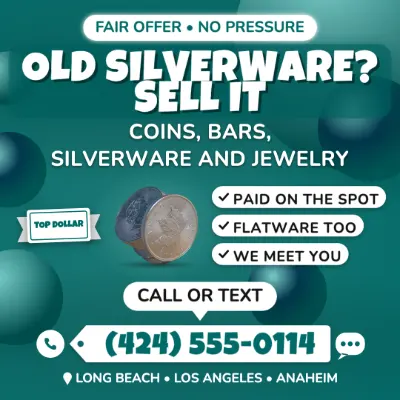 FAIR OFFER • NO PRESSURE
OLD SILVERWARE?
SELL IT
COINS, BARS,
SILVERWARE AND JEWELRY
TOP DOLLAR
✓ PAID ON THE SPOT
✓ FLATWARE TOO
✓ WE MEET YOU
CALL OR TEXT
(424) 555-0114
LONG BEACH • LOS ANGELES • ANAHEIM